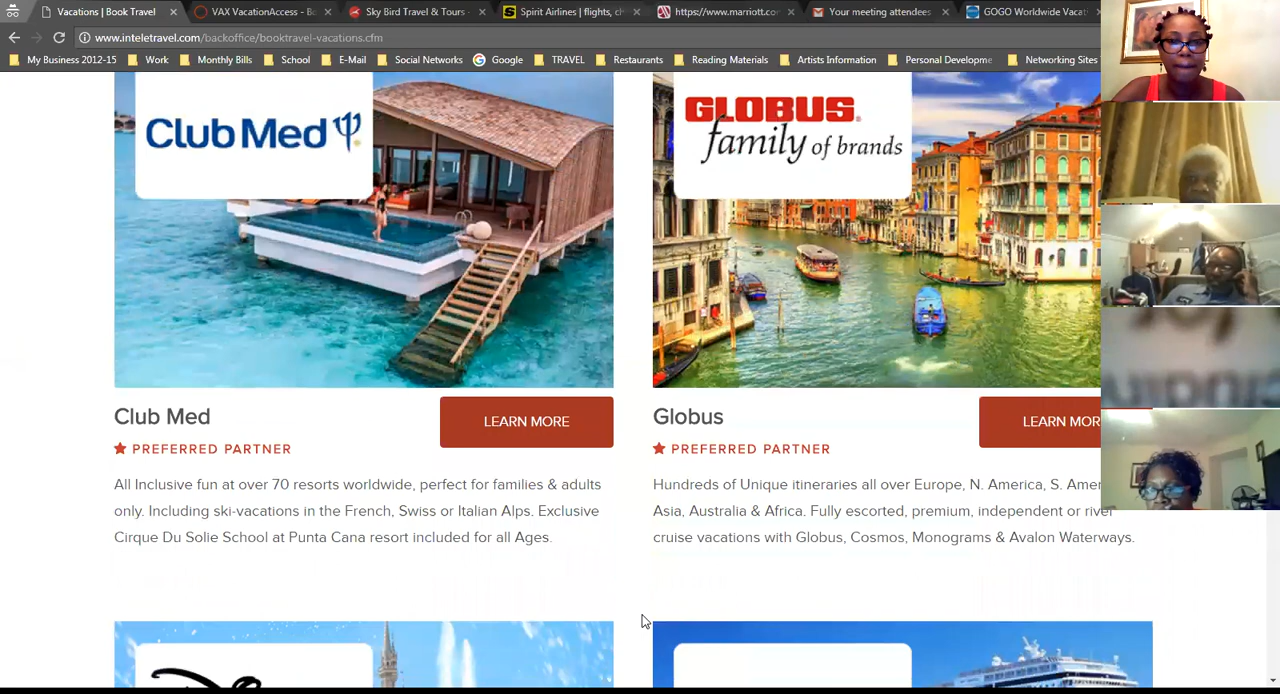 Vacations | Book Travel
VAX VacationAccess - Bo
Sky Bird Travel & Tours -
Spirit Airlines | flights, ch
https://www.marriott.co
Your meeting attendees
GOGO Worldwide Vacat
www.inteletravel.com/backoffice/booktravel-vacations.cfm
My Business 2012-15
Work
Monthly Bills
School
E-Mail
Social Networks
Google
TRAVEL
Restaurants
Reading Materials
Artists Information
Personal Developme
Networking Sites
Club Med
GLOBUS
family of brands
Club Med
LEARN MORE
PREFERRED PARTNER
All Inclusive fun at over 70 resorts worldwide, perfect for families & adults
only. Including ski-vacations in the French, Swiss or Italian Alps. Exclusive
Cirque Du Solie School at Punta Cana resort included for all Ages.
Globus
LEARN MOR
PREFERRED PARTNER
Hundreds of Unique itineraries all over Europe, N. America, S. Amer
Asia, Australia & Africa. Fully escorted, premium, independent or river
cruise vacations with Globus, Cosmos, Monograms & Avalon Waterways.